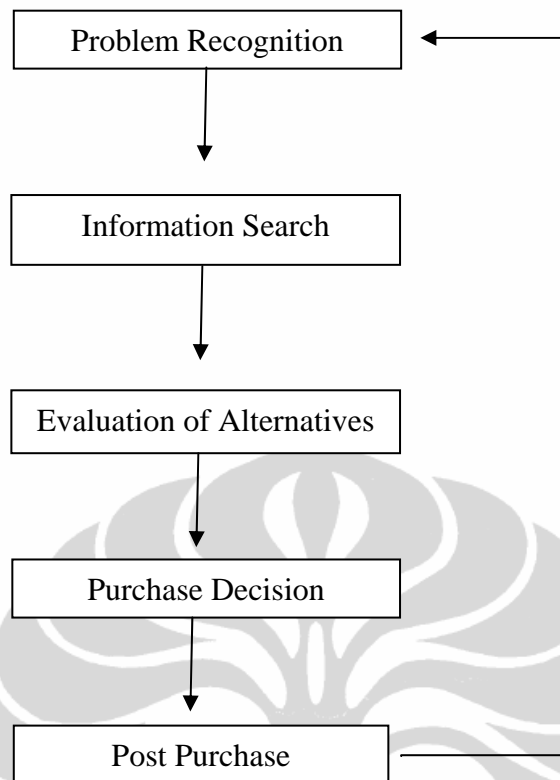 Problem Recognition
Information Search
Evaluation of Alternatives
Purchase Decision
Post Purchase